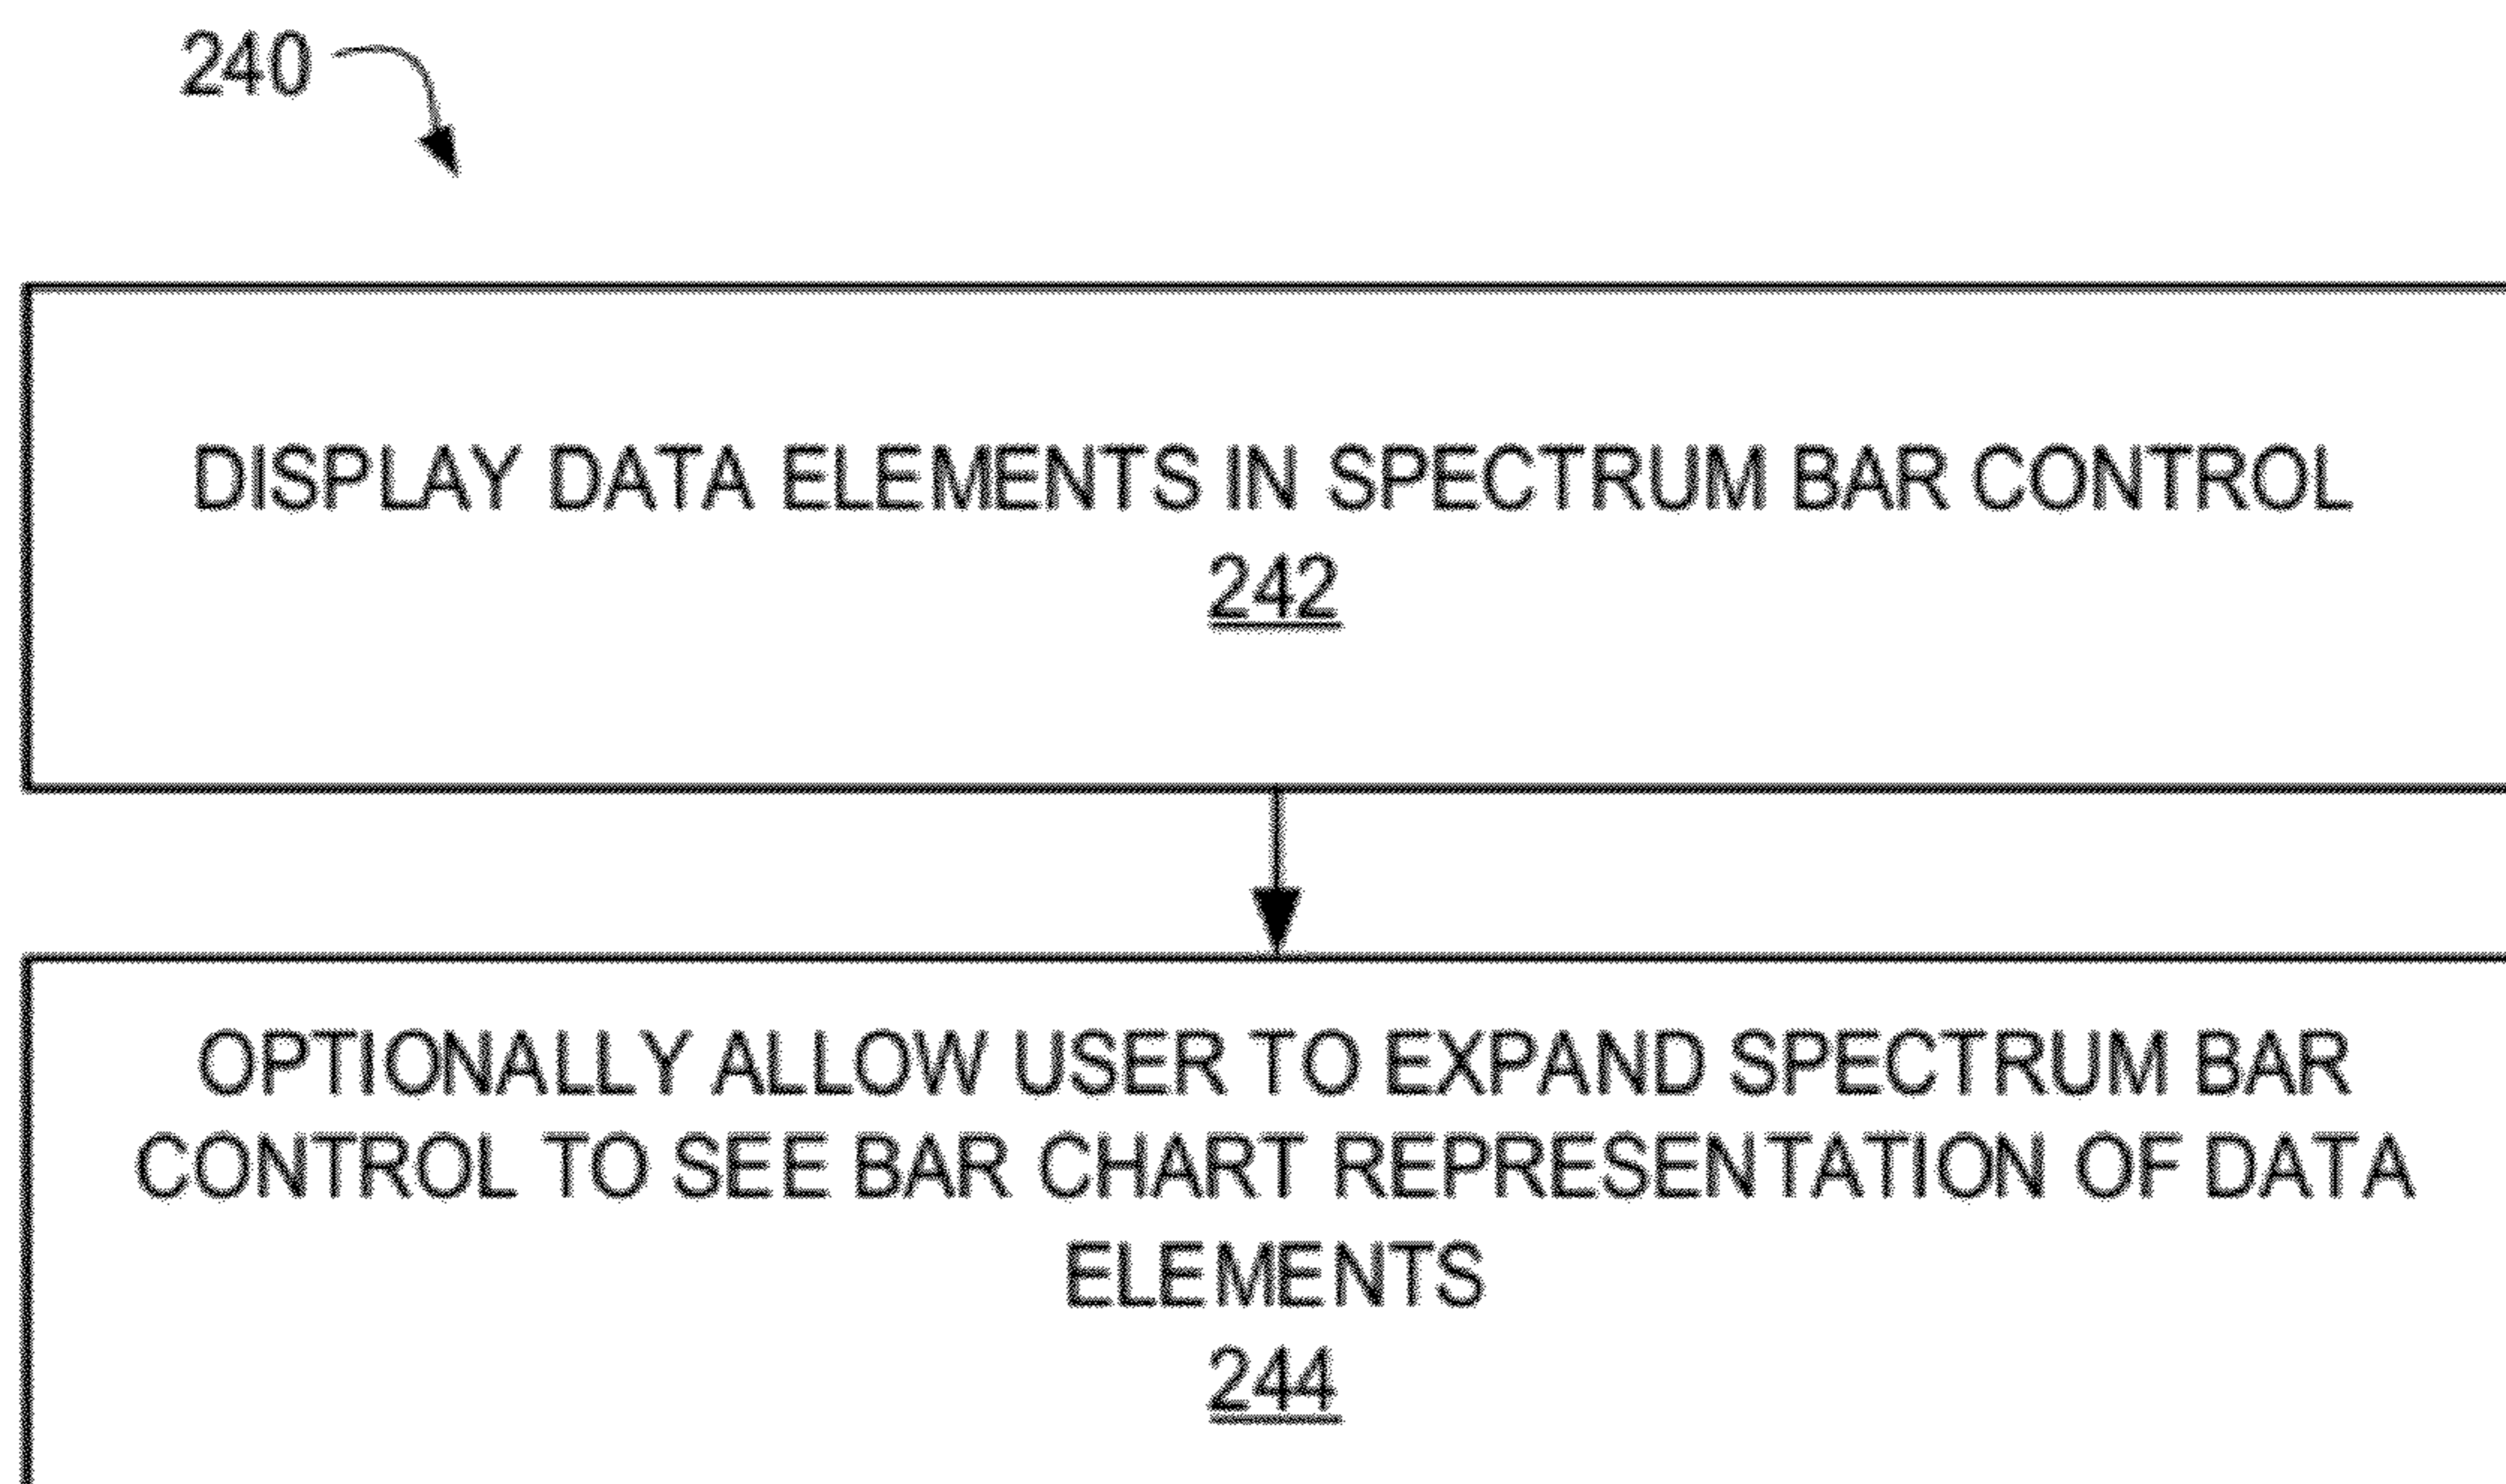 240
DISPLAY DATA ELEMENTS IN SPECTRUM BAR CONTROL
242
OPTIONALLY ALLOW USER TO EXPAND SPECTRUM BAR
CONTROL TO SEE BAR CHART REPRESENTATION OF DATA
ELEMENTS
244